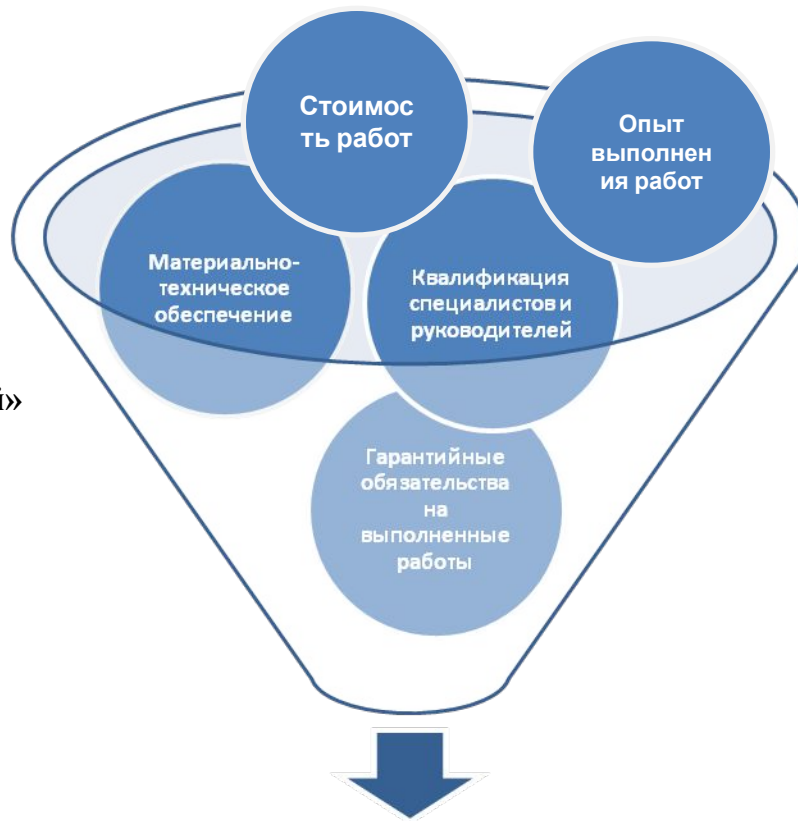 Стоимос
ть работ
Опыт
выполнен
ия работ
Материально-
техническое
обеспечение
Квалификация
специалистов и
руководителей
й»
Гарантийные
обязательства
на
выполненные
работы